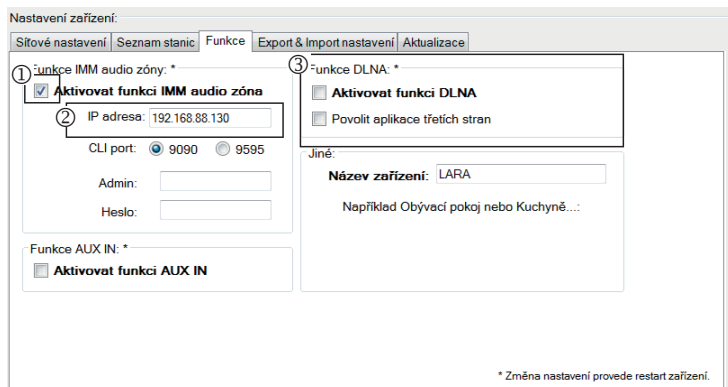 Nastavení zařízení:
Síťové nastavení Seznam stanic Funkce Export & Import nastavení Aktualizace
① Funkce IMM audio zóny: *
Aktivovat funkci IMM audio zóna
② IP adresa: 192.168.88.130
CLI port: 9090 9595
Admin:
Heslo:
Funkce AUX IN: *
Aktivovat funkci AUX IN
③ Funkce DLNA: *
Aktivovat funkci DLNA
Povolit aplikace třetích stran
Jiné:
Název zařízení: LARA
Například Obývací pokoj nebo Kuchyně...:
* Změna nastavení provede restart zařízení.